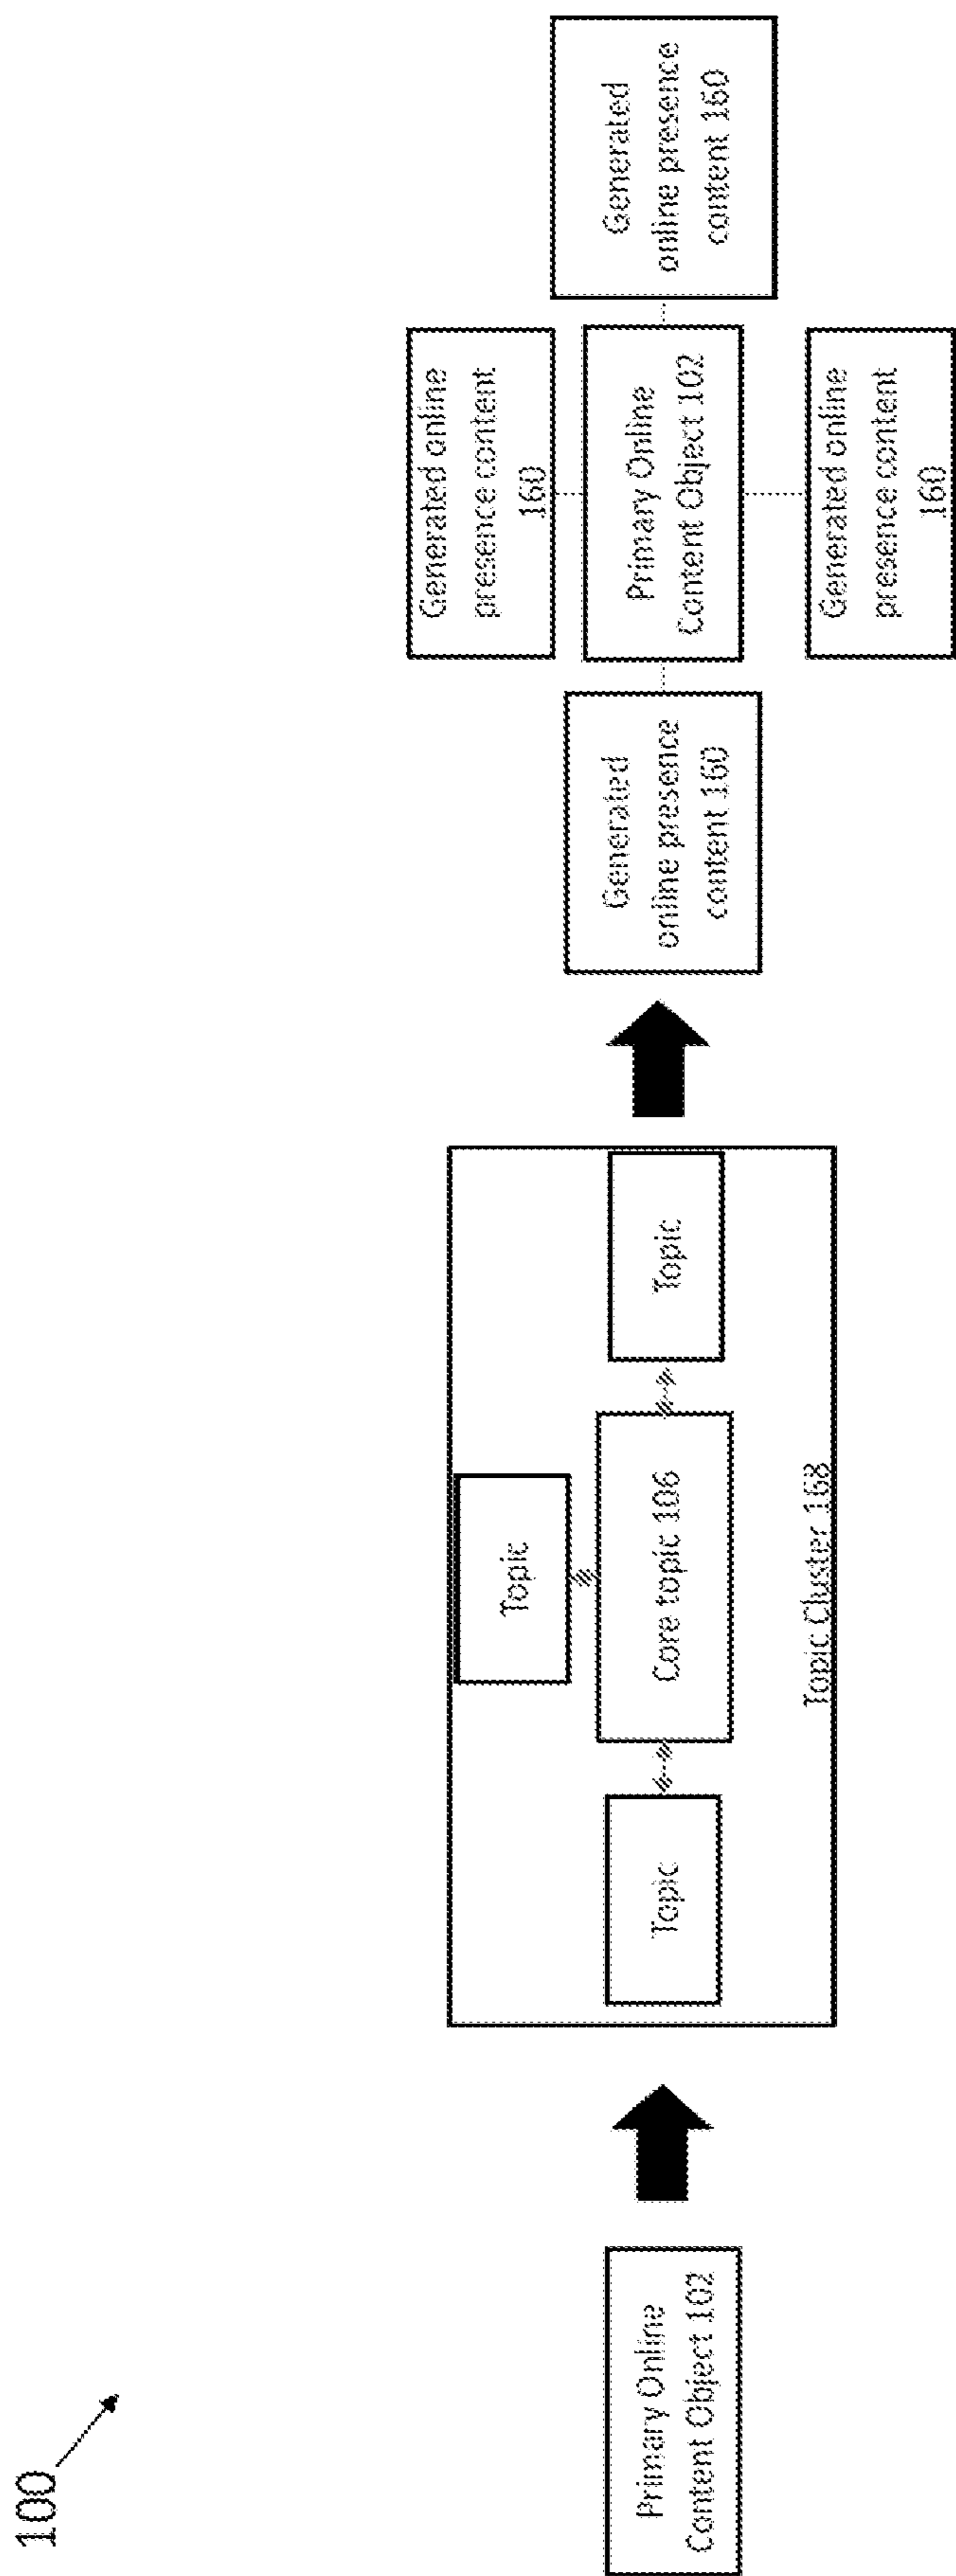 100
Primary Online
Content Object 102
Topic
Topic
Core topic 106
Topic
Topic Cluster 168
Generated
online presence
content 160
Generated online
presence content
160
Primary Online
Content Object 102
Generated online
presence content
160
Generated
online presence
content 160